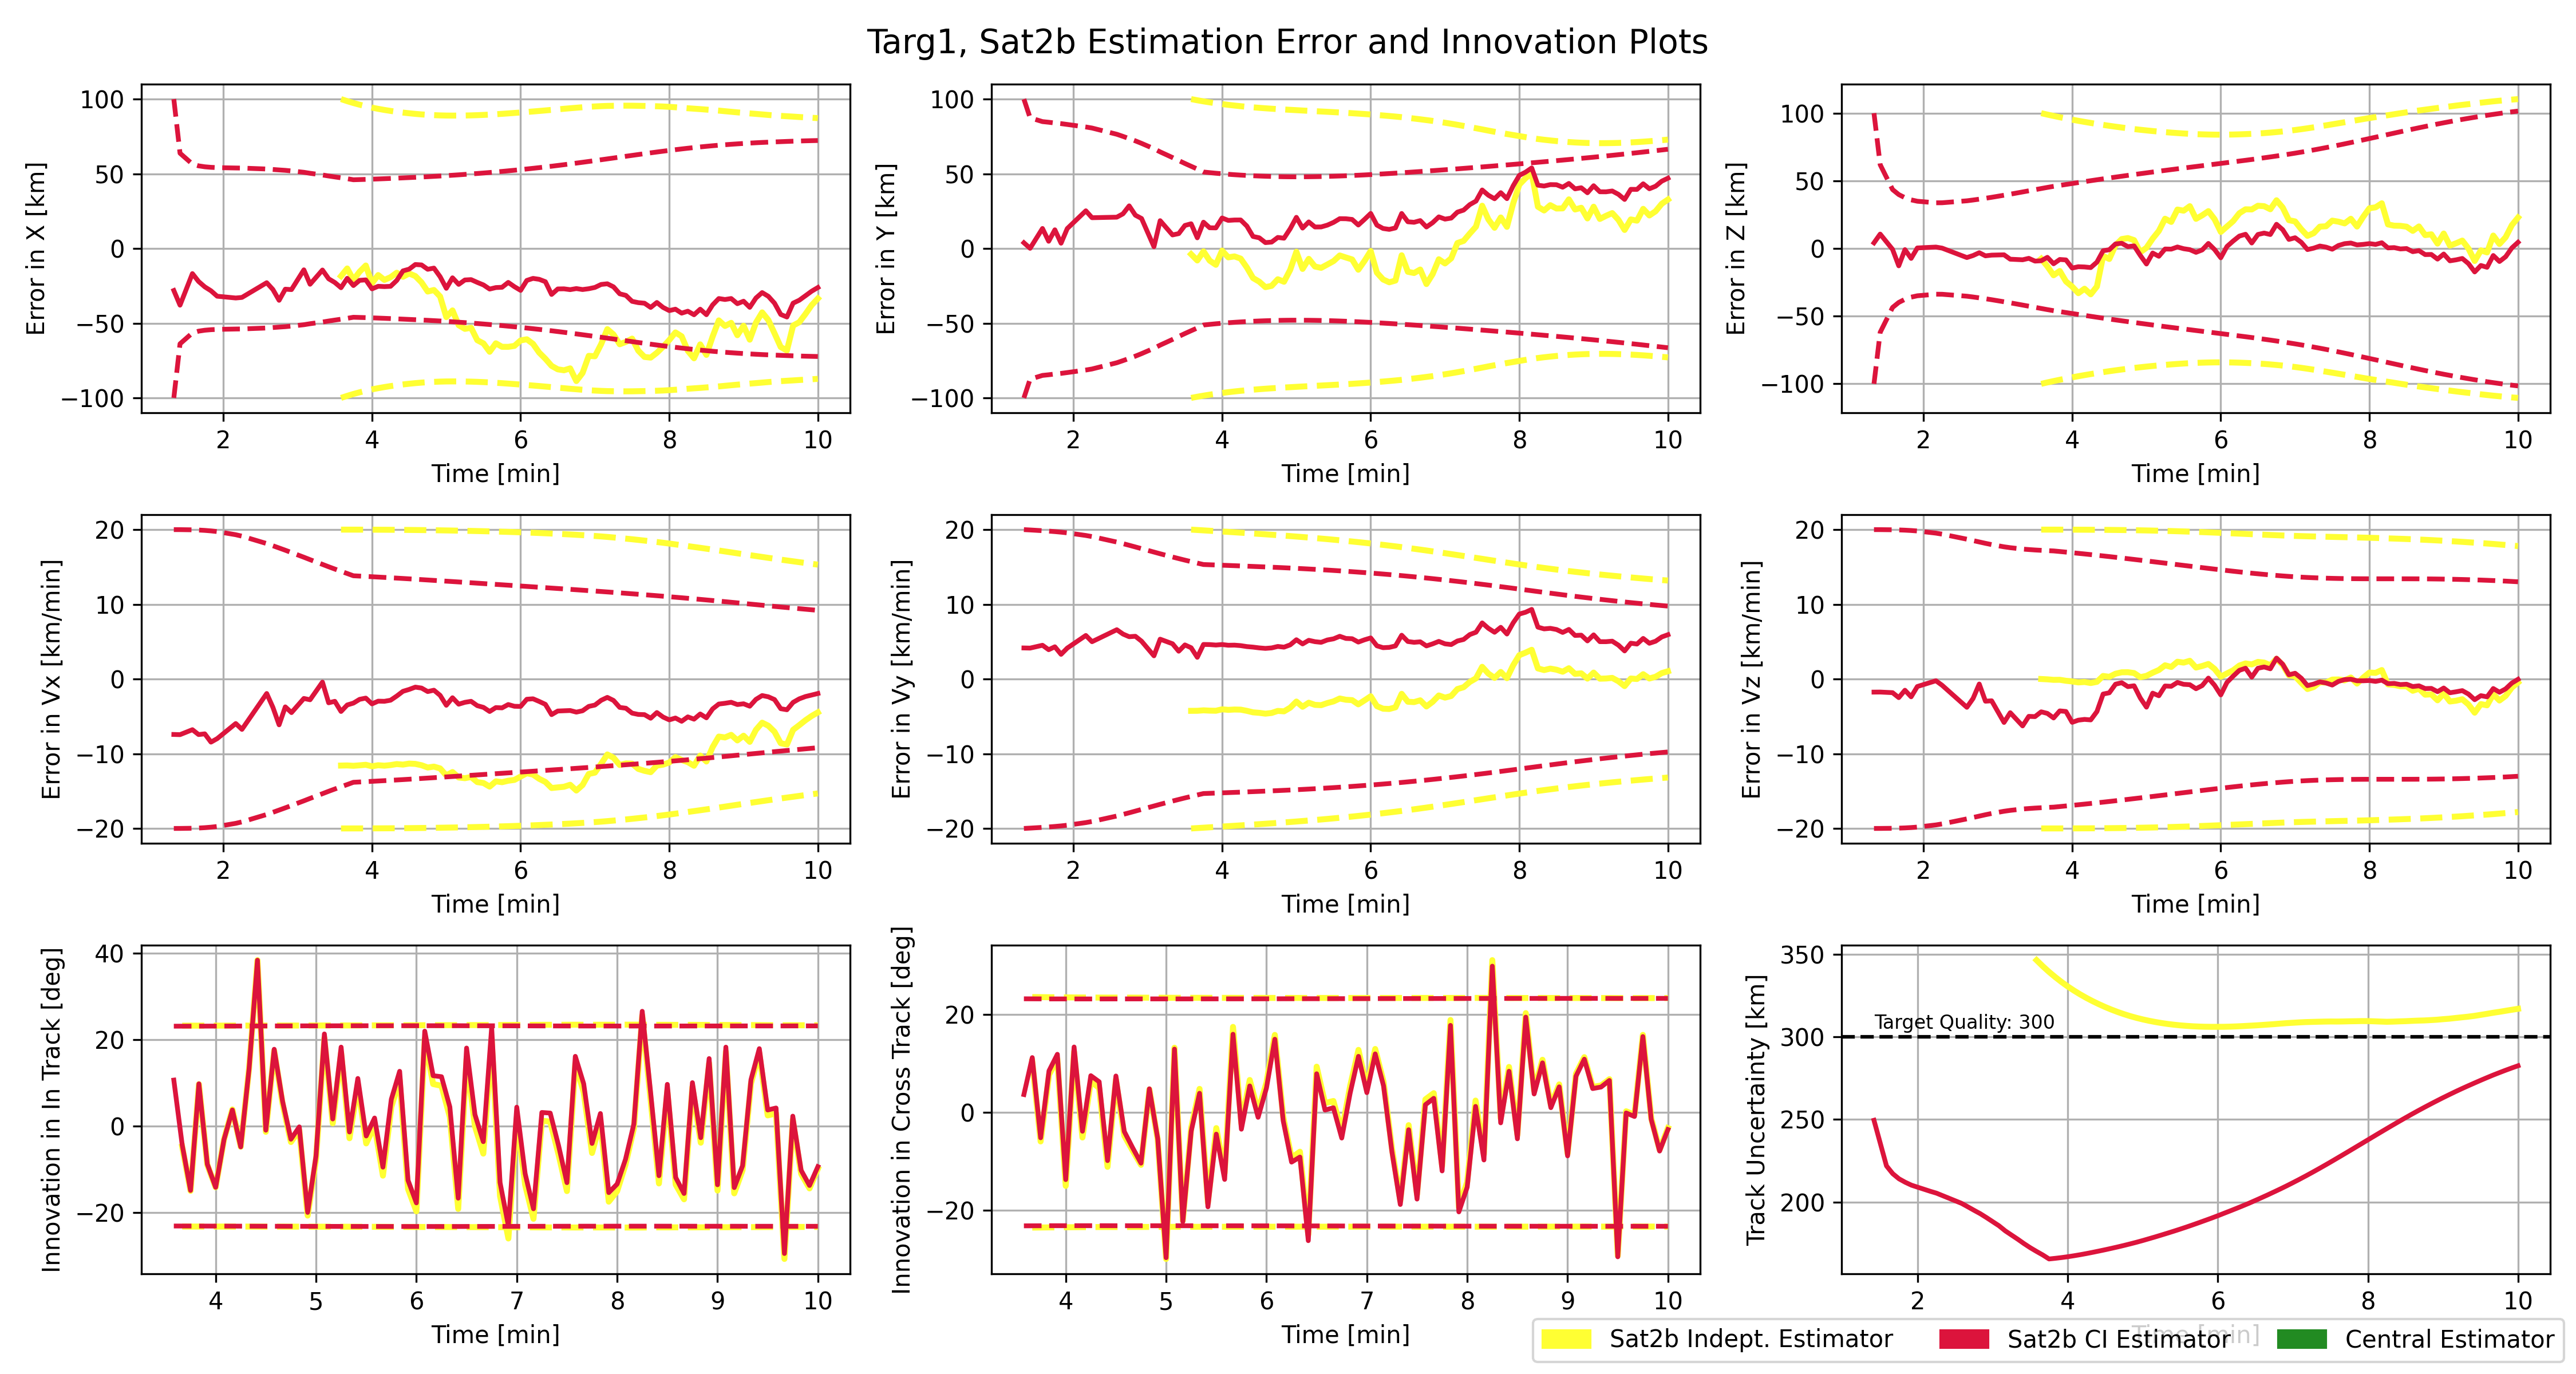 Targ1, Sat2b Estimation Error and Innovation Plots
Error in X [km]
100
50
0
−50
−100
2 4 6 8 10
Time [min]
Error in Y [km]
100
50
0
−50
−100
2 4 6 8 10
Time [min]
Error in Z [km]
100
50
0
−50
−100
2 4 6 8 10
Time [min]
Error in Vx [km/min]
20
10
0
−10
−20
2 4 6 8 10
Time [min]
Error in Vy [km/min]
20
10
0
−10
−20
2 4 6 8 10
Time [min]
Error in Vz [km/min]
20
10
0
−10
−20
2 4 6 8 10
Time [min]
Innovation in In Track [deg]
40
20
0
−20
4 5 6 7 8 9 10
Time [min]
Innovation in Cross Track [deg]
20
0
−20
4 5 6 7 8 9 10
Time [min]
Track Uncertainty [km]
350
300
250
200
Target Quality: 300
2 4 6 8 10
Time [min]
Sat2b Indept. Estimator
Sat2b CI Estimator
Central Estimator